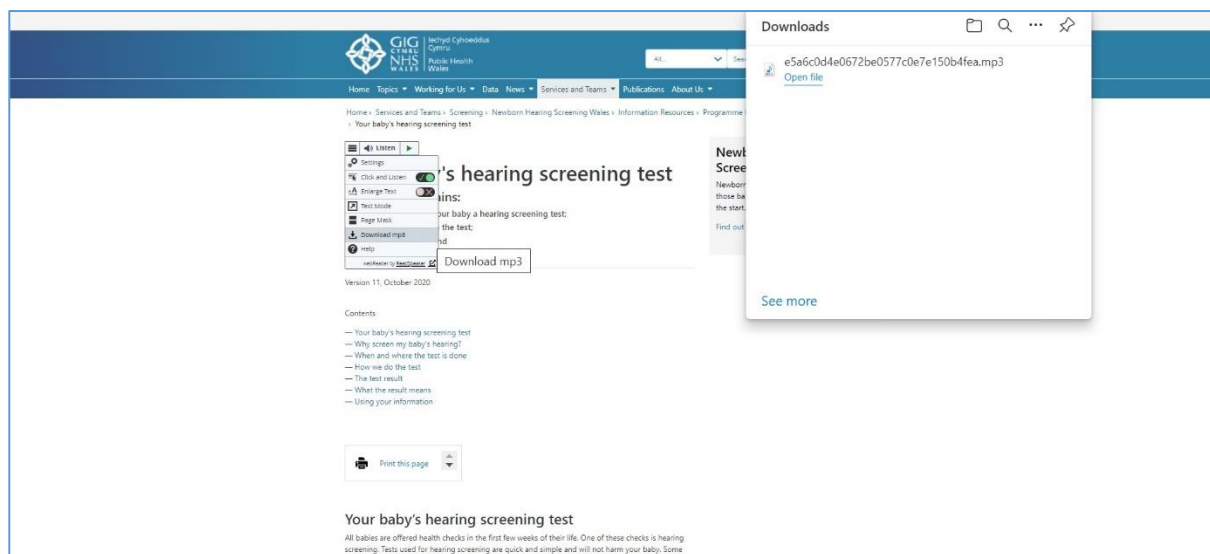 Downloads
e5a6c0d4e0672be0577c0e7e150b4fea.mp3
Open file
See more
GIG
CYMRU
NHS
WALES
Iechyd Cyhoeddus
Cymru
Public Health
Wales
All...
Home Topics Working for Us Data News Services and Teams Publications About Us
Home › Services and Teams › Screening › Newborn Hearing Screening Wales › Information Resources › Programme
› Your baby's hearing screening test
Listen
Settings
Click and Listen
Enlarge Text
Text Mode
Page Mask
Download mp3
Help
webReader by ReadSpeaker
Download mp3
's hearing screening test
ains:
our baby a hearing screening test;
the test;
nd
Version 11, October 2020
Newb
Scree
Newborn
those ba
the start.
Find out
Contents
— Your baby's hearing screening test
— Why screen my baby's hearing?
— When and where the test is done
— How we do the test
— The test result
— What the result means
— Using your information
Print this page
Your baby's hearing screening test
All babies are offered health checks in the first few weeks of their life. One of these checks is hearing
screening. Tests used for hearing screening are quick and simple and will not harm your baby. Some